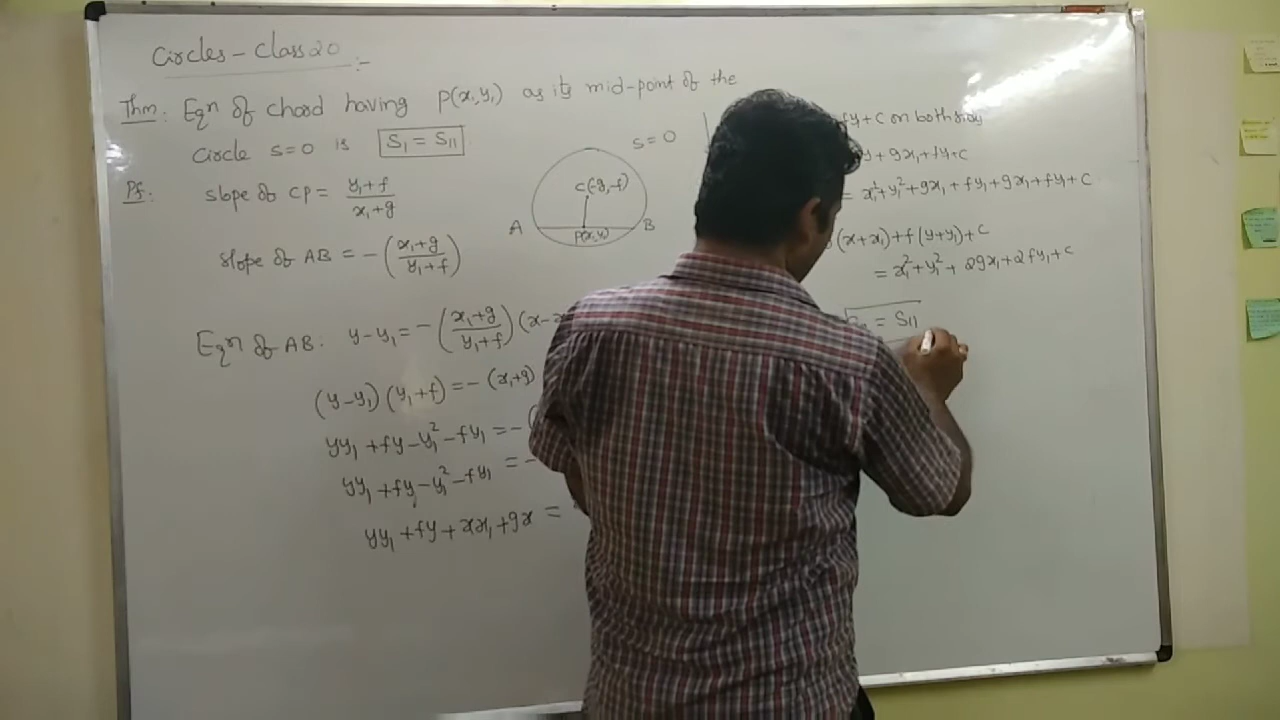 Circles - Class 20 :-
Thm: Eqn of chord having P(x₁,y₁) as its mid-point of the
Circle S=0 is S₁ = S₁₁
Pf: slope of CP = (y₁+f)/(x₁+g)
slope of AB = -((x₁+g)/(y₁+f))
Eqn of AB: y-y₁ = -((x₁+g)/(y₁+f))(x-
(y-y₁)(y₁+f) = -(x₁+g)
yy₁+fy-y₁²-fy₁ = -
yy₁+fy-y₁²-fy₁ = -
yy₁+fy+xx₁+gx =
S=0
C(-g,-f)
A P(x₁,y₁) B
fy+c on both side
y+gx₁+fy₁+c
= x₁²+y₁²+gx₁+fy₁+gx₁+fy₁+c
(x+x₁)+f(y+y₁)+c
= x₁²+y₁²+2gx₁+2fy₁+c
= S₁₁